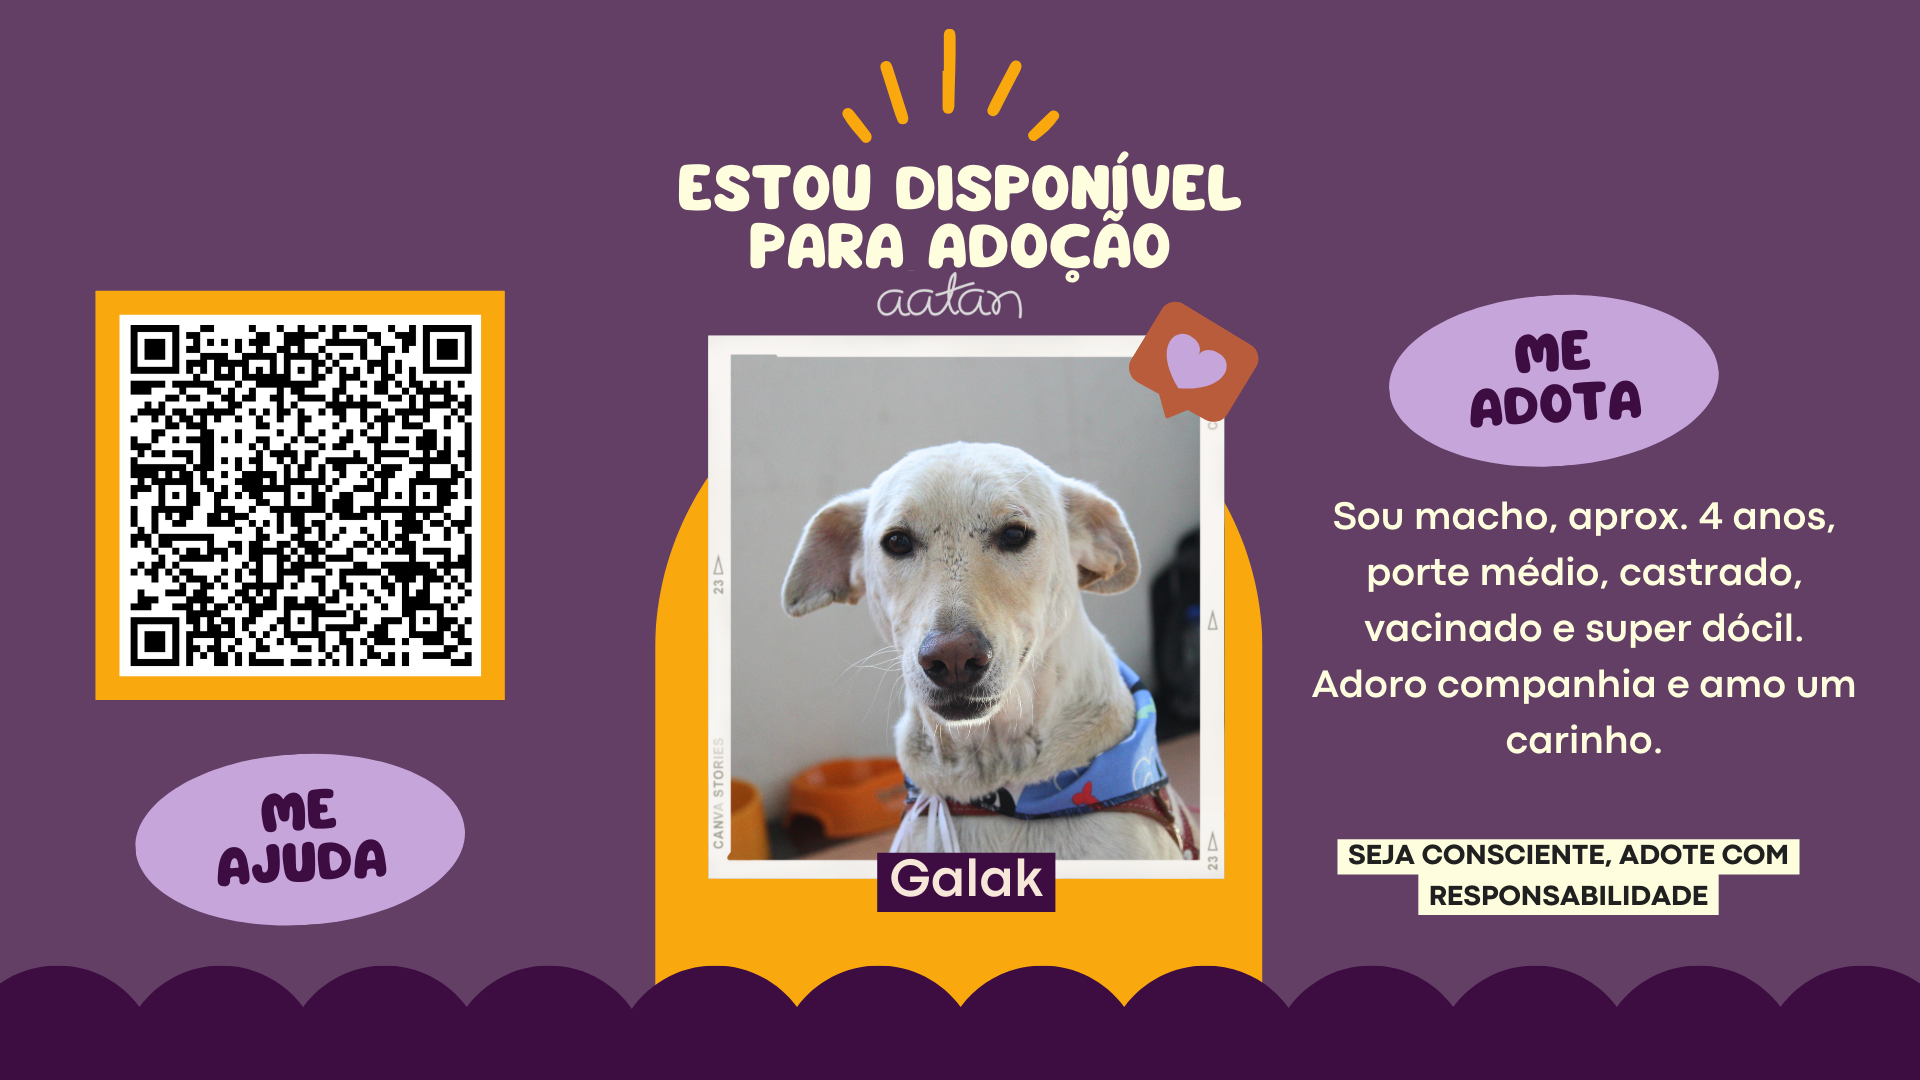 ESTOU DISPONÍVEL
PARA ADOÇÃO
aatan
ME
AJUDA
23
CANVA STORIES
23
Galak
ME
ADOTA
Sou macho, aprox. 4 anos,
porte médio, castrado,
vacinado e super dócil.
Adoro companhia e amo um
carinho.
SEJA CONSCIENTE, ADOTE COM
RESPONSABILIDADE